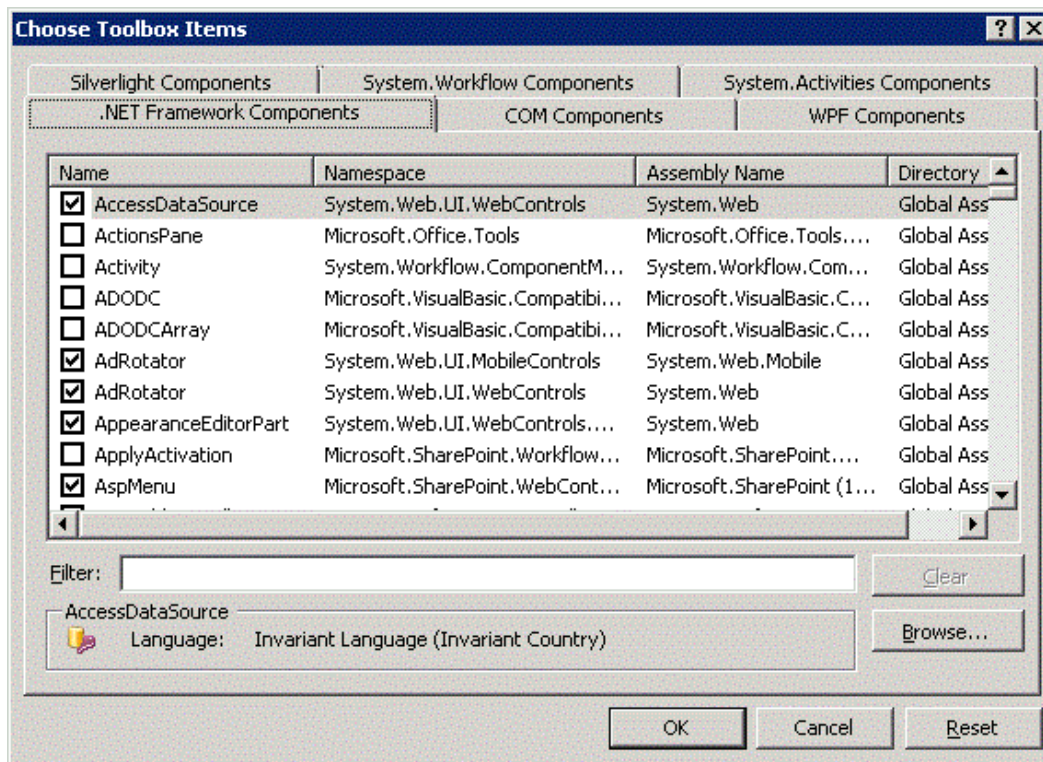 Choose Toolbox Items
Silverlight Components System.Workflow Components System.Activities Components
.NET Framework Components COM Components WPF Components
Name Namespace Assembly Name Directory
AccessDataSource System.Web.UI.WebControls System.Web Global Ass
ActionsPane Microsoft.Office.Tools Microsoft.Office.Tools.... Global Ass
Activity System.Workflow.ComponentM... System.Workflow.Com... Global Ass
ADODC Microsoft.VisualBasic.Compatibi... Microsoft.VisualBasic.C... Global Ass
ADODCArray Microsoft.VisualBasic.Compatibi... Microsoft.VisualBasic.C... Global Ass
AdRotator System.Web.UI.MobileControls System.Web.Mobile Global Ass
AdRotator System.Web.UI.WebControls System.Web Global Ass
AppearanceEditorPart System.Web.UI.WebControls.... System.Web Global Ass
ApplyActivation Microsoft.SharePoint.Workflow... Microsoft.SharePoint.... Global Ass
AspMenu Microsoft.SharePoint.WebCont... Microsoft.SharePoint (1... Global Ass
Filter: Clear
AccessDataSource
Language: Invariant Language (Invariant Country) Browse...
OK Cancel Reset